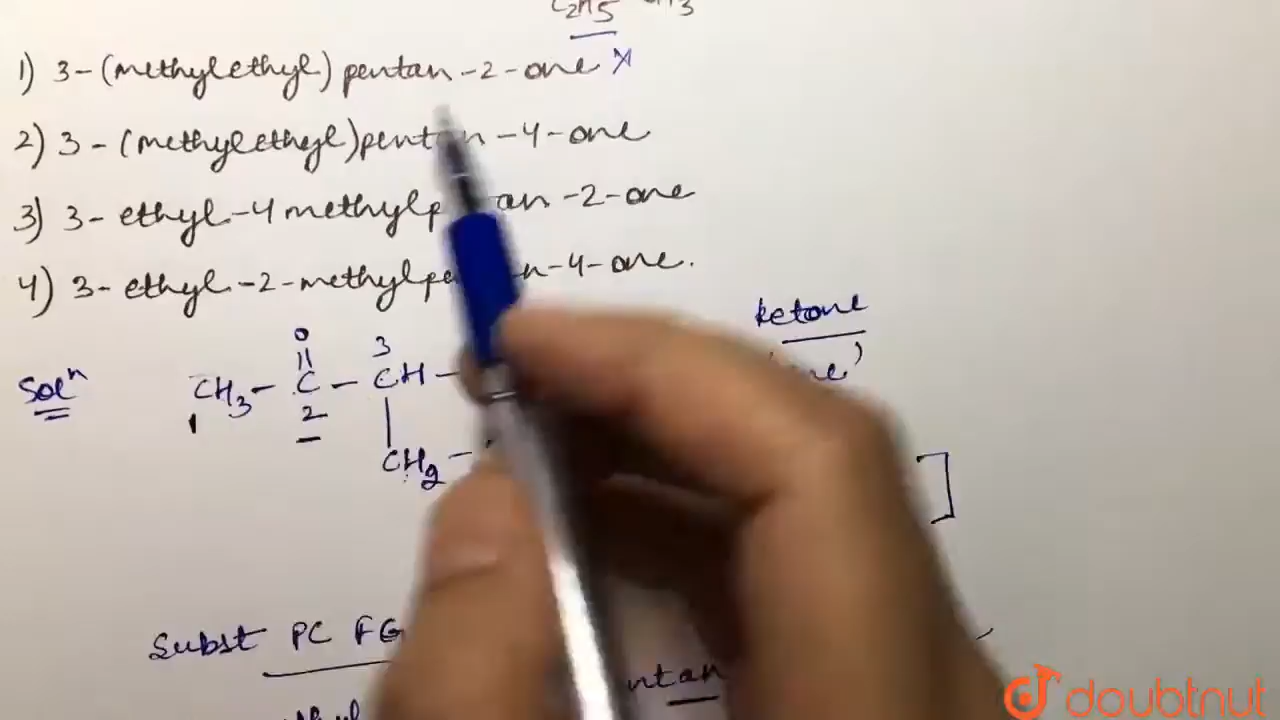 C2H5
1) 3-(methylethyl) pentan-2-one x
2) 3-(methylethyl)pentan-4-one
3) 3-ethyl-4 methylp an-2-one
4) 3-ethyl-2-methylpe n-4-one.
ketone
O
3
Soln CH3-C-CH-
1 2
CH2-
]
Subst PC FG
ntan
doubtnut